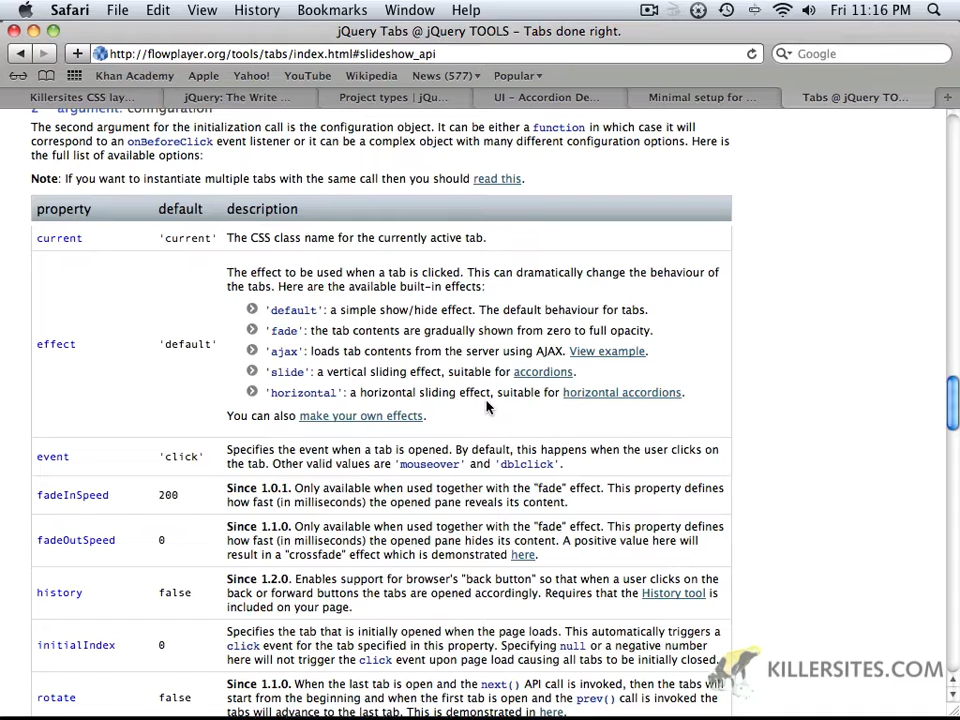 Safari File Edit View History Bookmarks Window Help Fri 11:16 PM
jQuery Tabs @ jQuery TOOLS - Tabs done right.
http://flowplayer.org/tools/tabs/index.html#slideshow_api
Google
Khan Academy Apple Yahoo! YouTube Wikipedia News (577) Popular
Killersites CSS lay... jQuery: The Write ... Project types | jQu... UI - Accordion De... Minimal setup for ... Tabs @ jQuery TO...
argument: configuration
The second argument for the initialization call is the configuration object. It can be either a function in which case it will
correspond to an onBeforeClick event listener or it can be a complex object with many different configuration options. Here is
the full list of available options:
Note: If you want to instantiate multiple tabs with the same call then you should read this.
property default description
current 'current' The CSS class name for the currently active tab.
effect 'default' The effect to be used when a tab is clicked. This can dramatically change the behaviour of
the tabs. Here are the available built-in effects:
'default': a simple show/hide effect. The default behaviour for tabs.
'fade': the tab contents are gradually shown from zero to full opacity.
'ajax': loads tab contents from the server using AJAX. View example.
'slide': a vertical sliding effect, suitable for accordions.
'horizontal': a horizontal sliding effect, suitable for horizontal accordions.
You can also make your own effects.
event 'click' Specifies the event when a tab is opened. By default, this happens when the user clicks on
the tab. Other valid values are 'mouseover' and 'dblclick'.
fadeInSpeed 200 Since 1.0.1. Only available when used together with the "fade" effect. This property defines
how fast (in milliseconds) the opened pane reveals its content.
fadeOutSpeed 0 Since 1.1.0. Only available when used together with the "fade" effect. This property defines
how fast (in milliseconds) the opened pane hides its content. A positive value here will
result in a "crossfade" effect which is demonstrated here.
history false Since 1.2.0. Enables support for browser's "back button" so that when a user clicks on the
back or forward buttons the tabs are opened accordingly. Requires that the History tool is
included on your page.
initialIndex 0 Specifies the tab that is initially opened when the page loads. This automatically triggers a
click event for the tab specified in this property. Specifying null or a negative number
here will not trigger the click event upon page load causing all tabs to be initially closed.
rotate false Since 1.1.0. When the last tab is open and the next() API call is invoked, then the tabs will
start from the beginning and when the first tab is open and the prev() call is invoked the
tabs will advance to the last tab. This is demonstrated in here.
KILLERSITES.COM